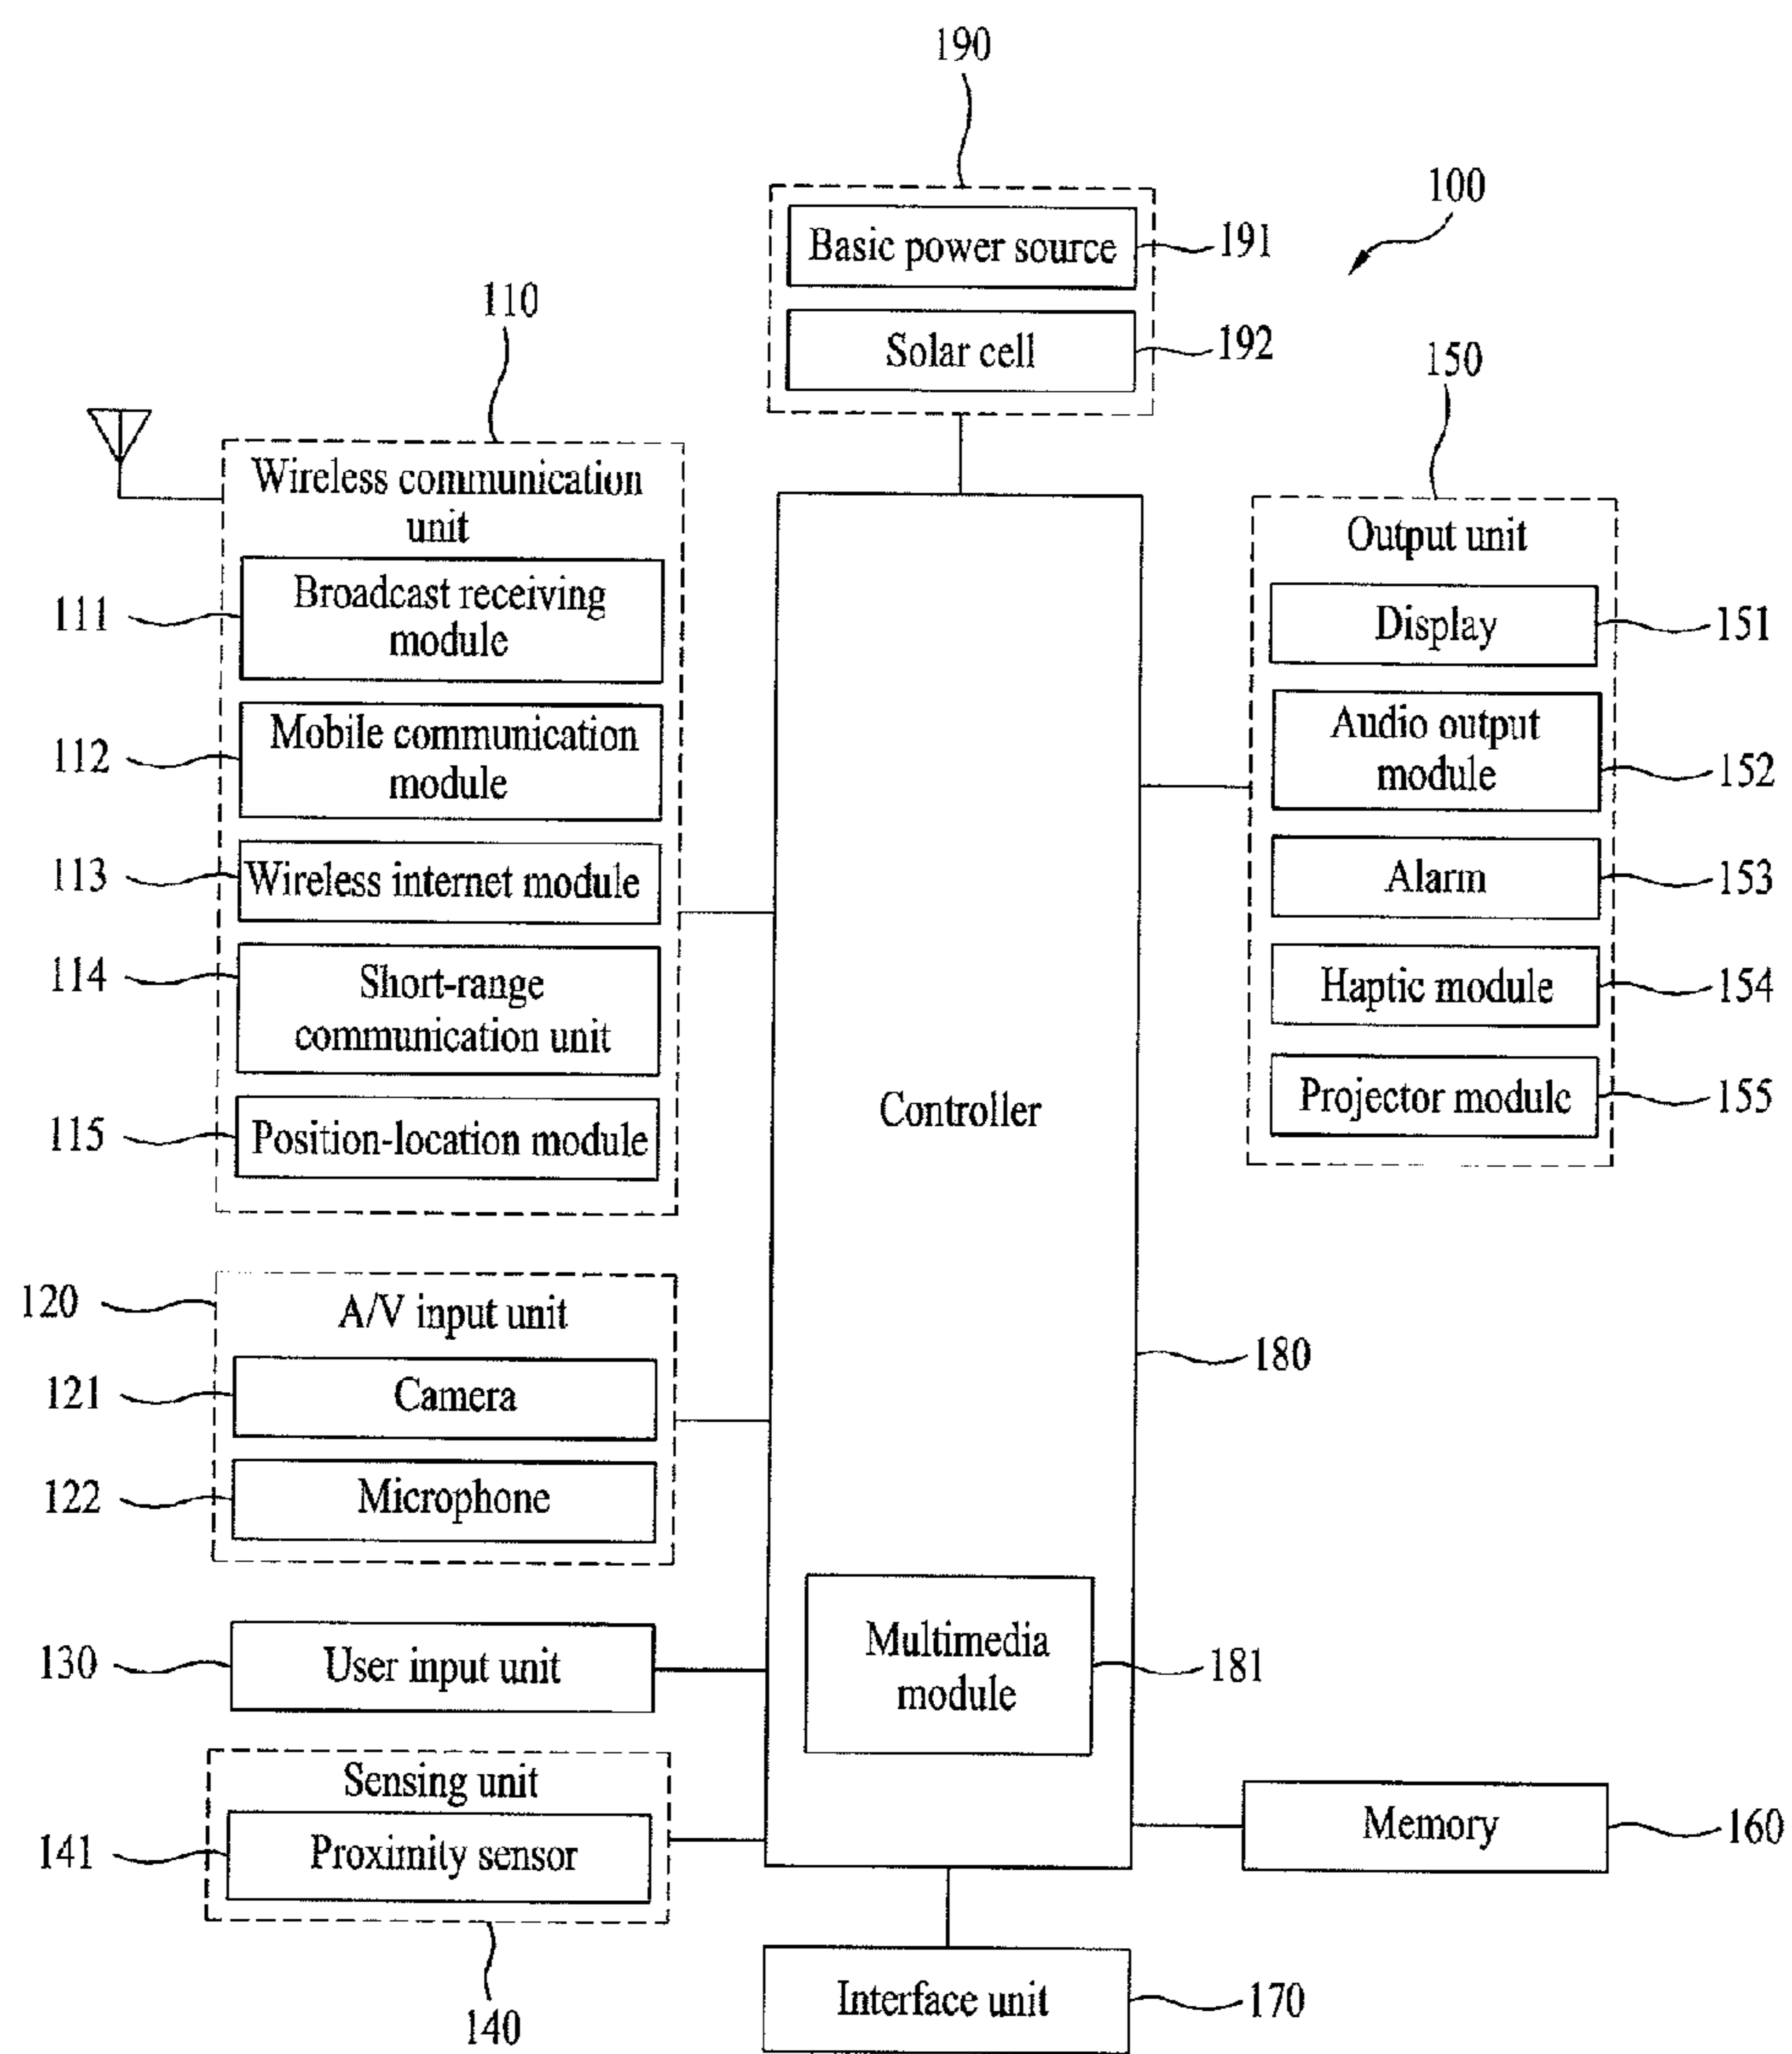 190
100
Basic power source
191
Solar cell
192
110
150
Wireless communication
unit
Output unit
Broadcast receiving
module
111
Display
151
Mobile communication
module
112
Audio output
module
152
Wireless internet module
113
Alarm
153
Short-range
communication unit
114
Haptic module
154
Position-location module
115
Projector module
155
Controller
180
A/V input unit
120
Camera
121
Microphone
122
User input unit
130
Multimedia
module
181
Sensing unit
Proximity sensor
141
140
Memory
160
Interface unit
170